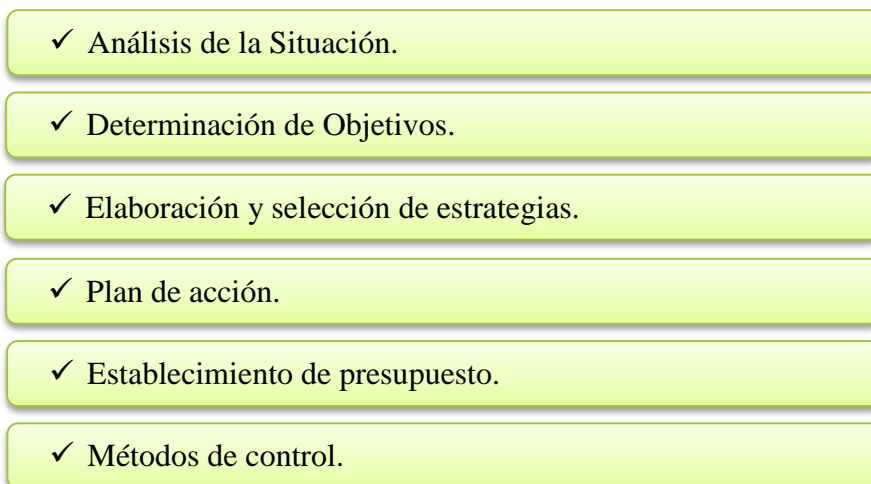 ✓ Análisis de la Situación.
✓ Determinación de Objetivos.
✓ Elaboración y selección de estrategias.
✓ Plan de acción.
✓ Establecimiento de presupuesto.
✓ Métodos de control.